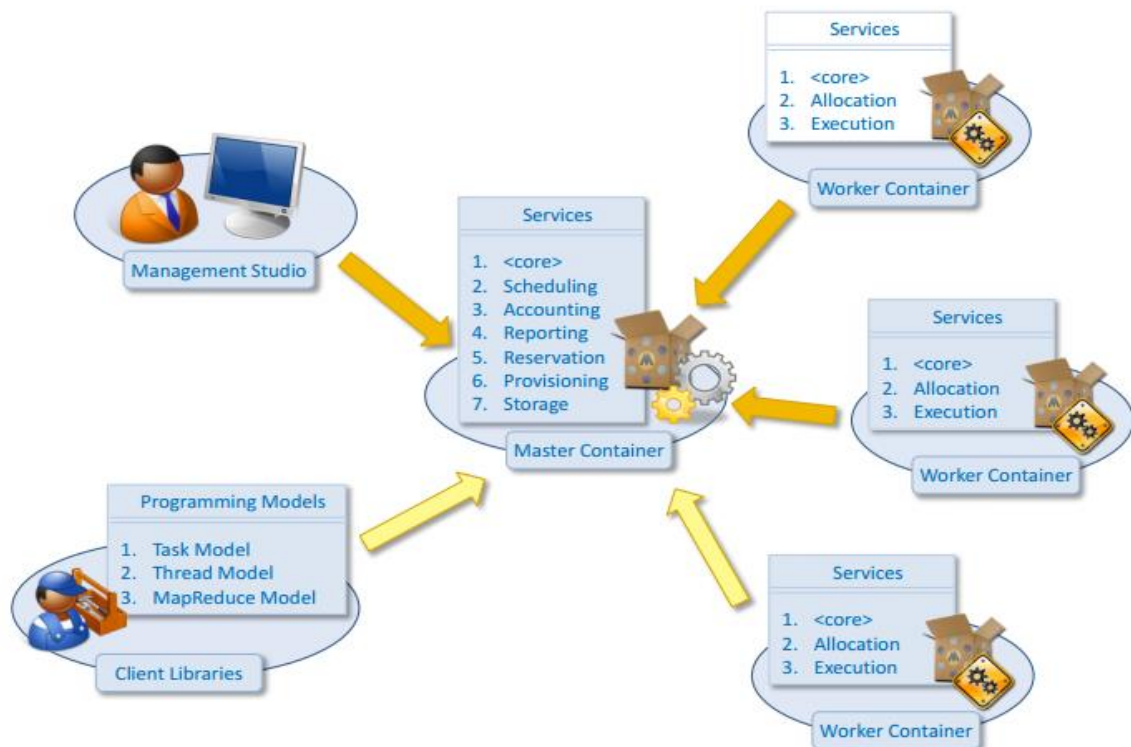 Services
1. <core>
2. Allocation
3. Execution
Worker Container
Management Studio
Services
1. <core>
2. Scheduling
3. Accounting
4. Reporting
5. Reservation
6. Provisioning
7. Storage
Master Container
Services
1. <core>
2. Allocation
3. Execution
Worker Container
Programming Models
1. Task Model
2. Thread Model
3. MapReduce Model
Client Libraries
Services
1. <core>
2. Allocation
3. Execution
Worker Container